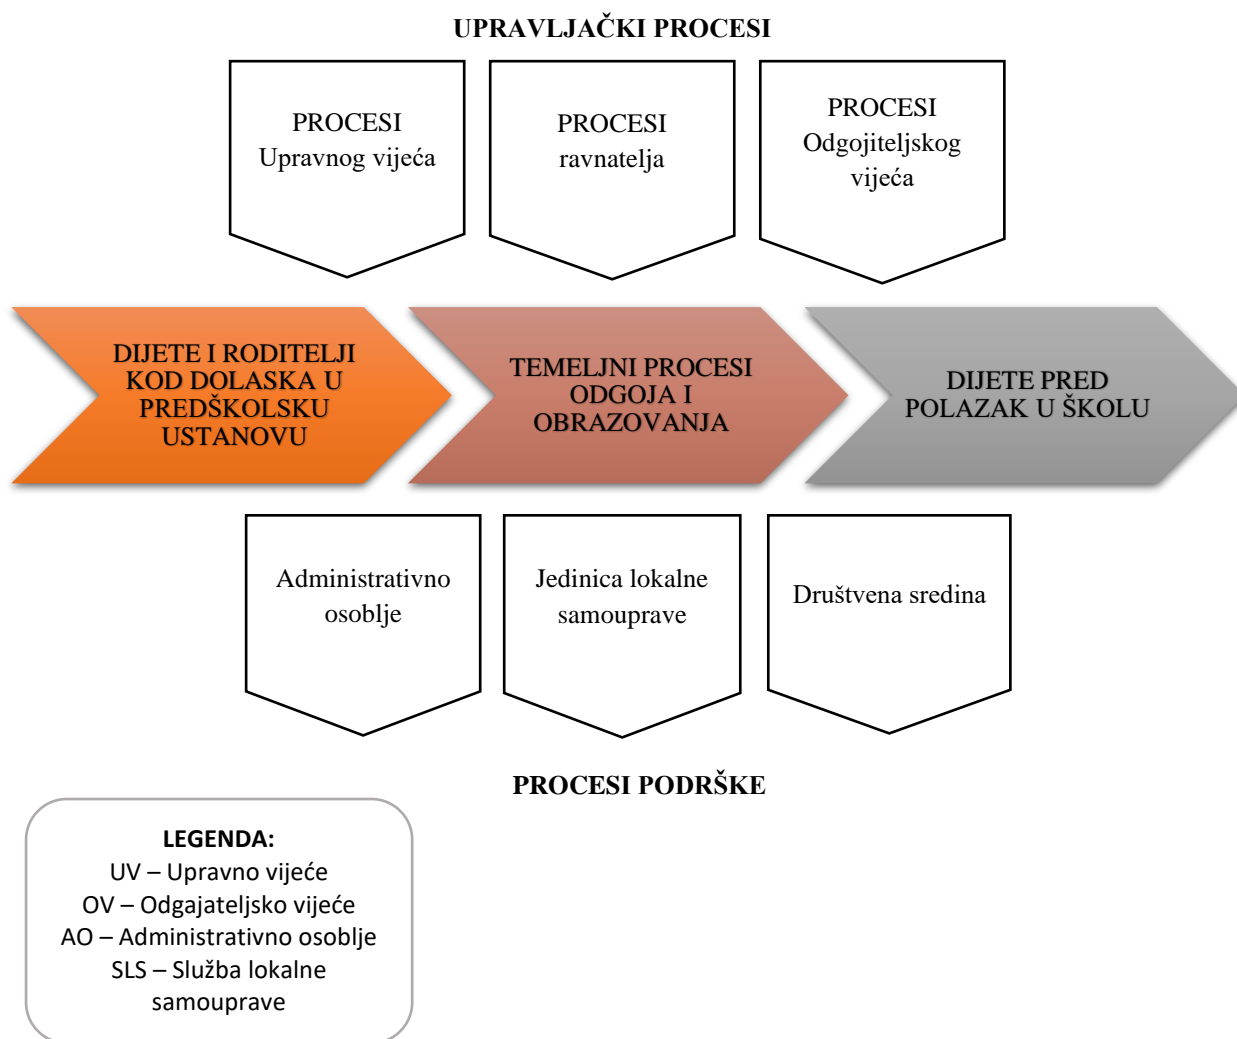 UPRAVLJAČKI PROCESI
PROCESI
Upravnog vijeća
PROCESI
ravnatelja
PROCESI
Odgojiteljskog
vijeća
DIJETE I RODITELJI
KOD DOLASKA U
PREDŠKOLSKU
USTANOVU
TEMELJNI PROCESI
ODGOJA I
OBRAZOVANJA
DIJETE PRED
POLAZAK U ŠKOLU
Administrativno
osoblje
Jedinica lokalne
samouprave
Društvena sredina
PROCESI PODRŠKE
LEGENDA:
UV – Upravno vijeće
OV – Odgajateljsko vijeće
AO – Administrativno osoblje
SLS – Služba lokalne
samouprave